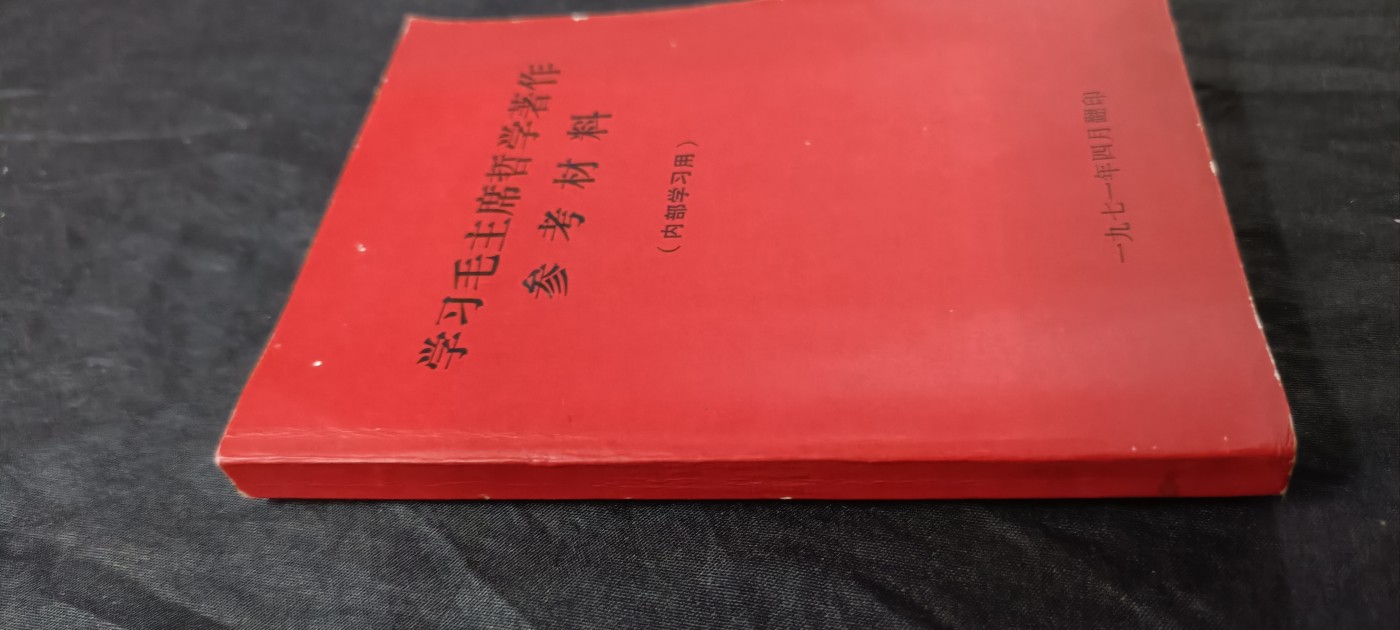 学习毛主席哲学著作
参考材料
（内部学习用）
一九七一年四月翻印